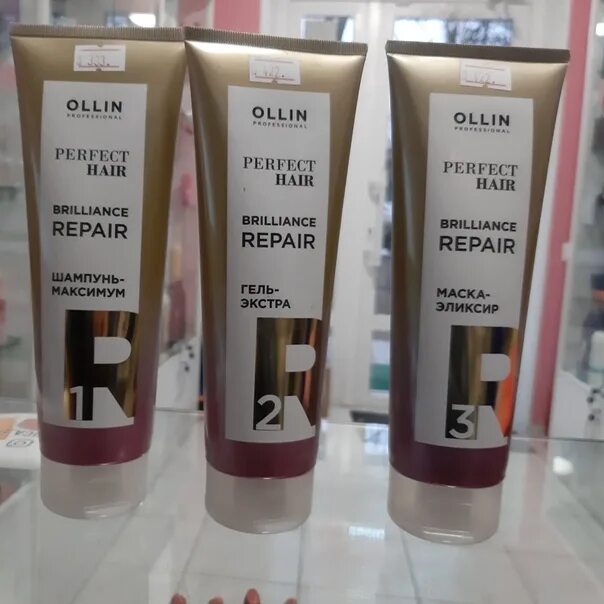 OLLIN
PROFESSIONAL
PERFECT
HAIR
BRILLIANCE
REPAIR
ШАМПУНЬ-
МАКСИМУМ
R
1
OLLIN
PROFESSIONAL
PERFECT
HAIR
BRILLIANCE
REPAIR
ГЕЛЬ-
ЭКСТРА
R
2
OLLIN
PROFESSIONAL
PERFECT
HAIR
BRILLIANCE
REPAIR
МАСКА-
ЭЛИКСИР
R
3